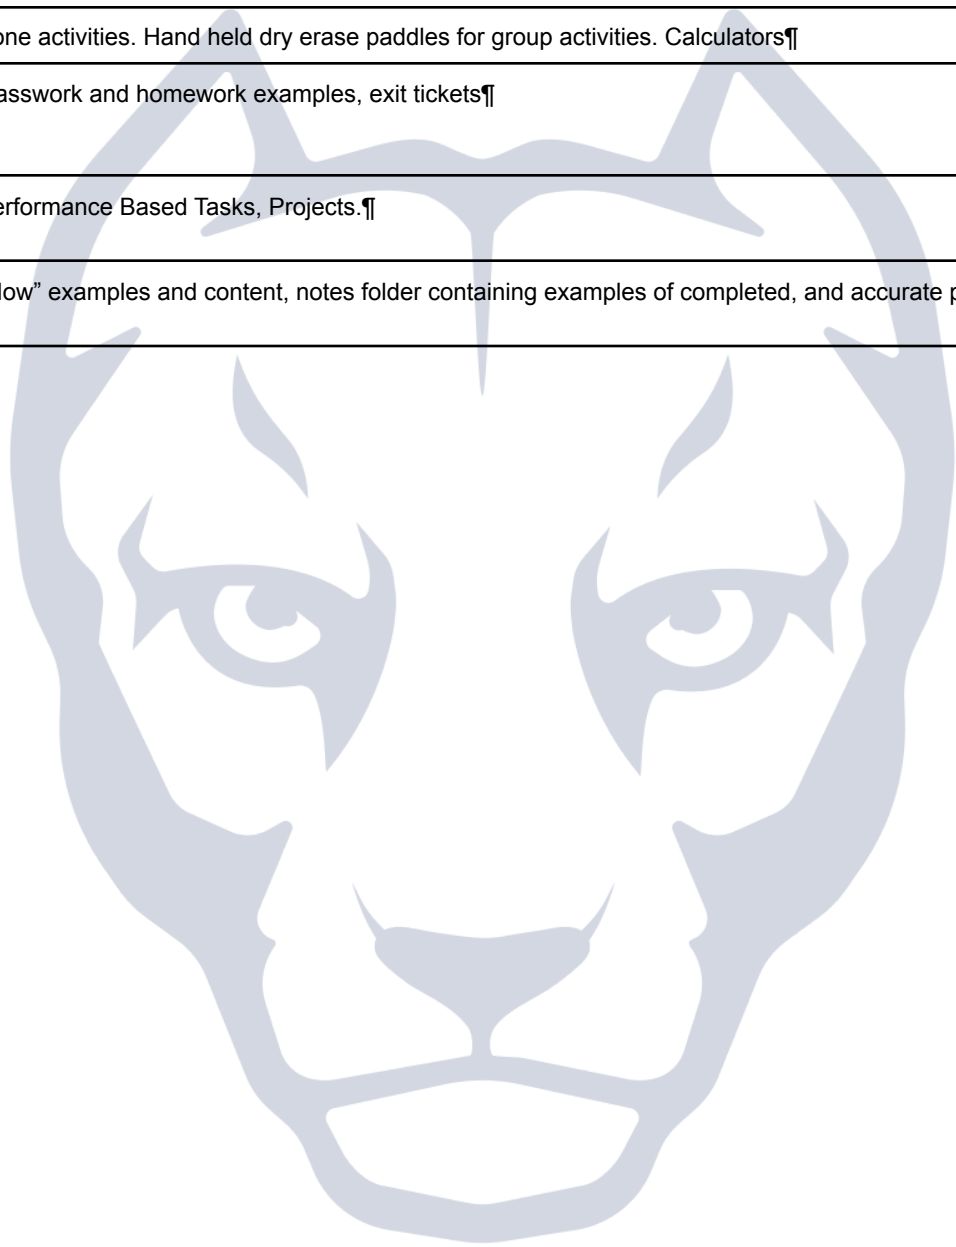 one activities. Hand held dry erase paddles for group activities. Calculators¶
asswork and homework examples, exit tickets¶
erformance Based Tasks, Projects.¶
low” examples and content, notes folder containing examples of completed, and accurate p